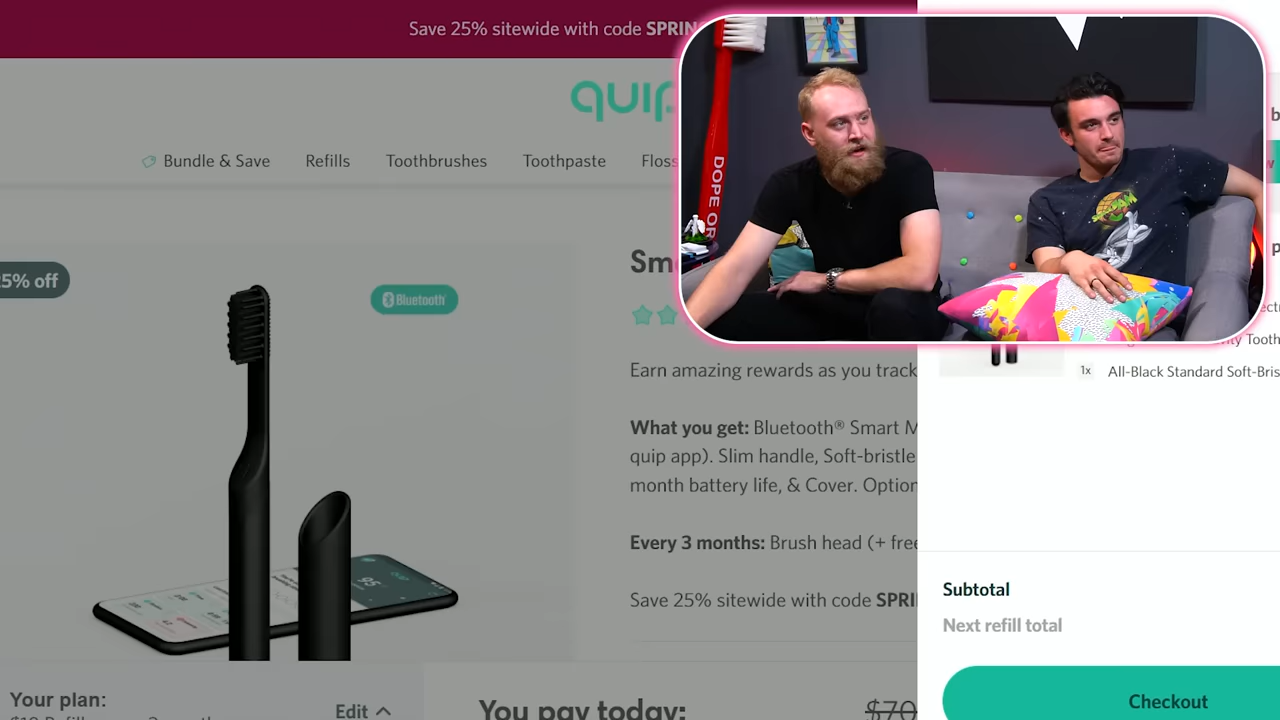 Save 25% sitewide with code SPRIN
quip
Bundle & Save
Refills
Toothbrushes
Toothpaste
Floss
DOPE OR
25% off
Bluetooth
Earn amazing rewards as you track
What you get: Bluetooth® Smart M
quip app). Slim handle, Soft-bristle
month battery life, & Cover. Option
Every 3 months: Brush head (+ free
Save 25% sitewide with code SPRI
1x All-Black Standard Soft-Bris
Subtotal
Next refill total
Checkout
Your plan:
Edit
You pay today:
$70